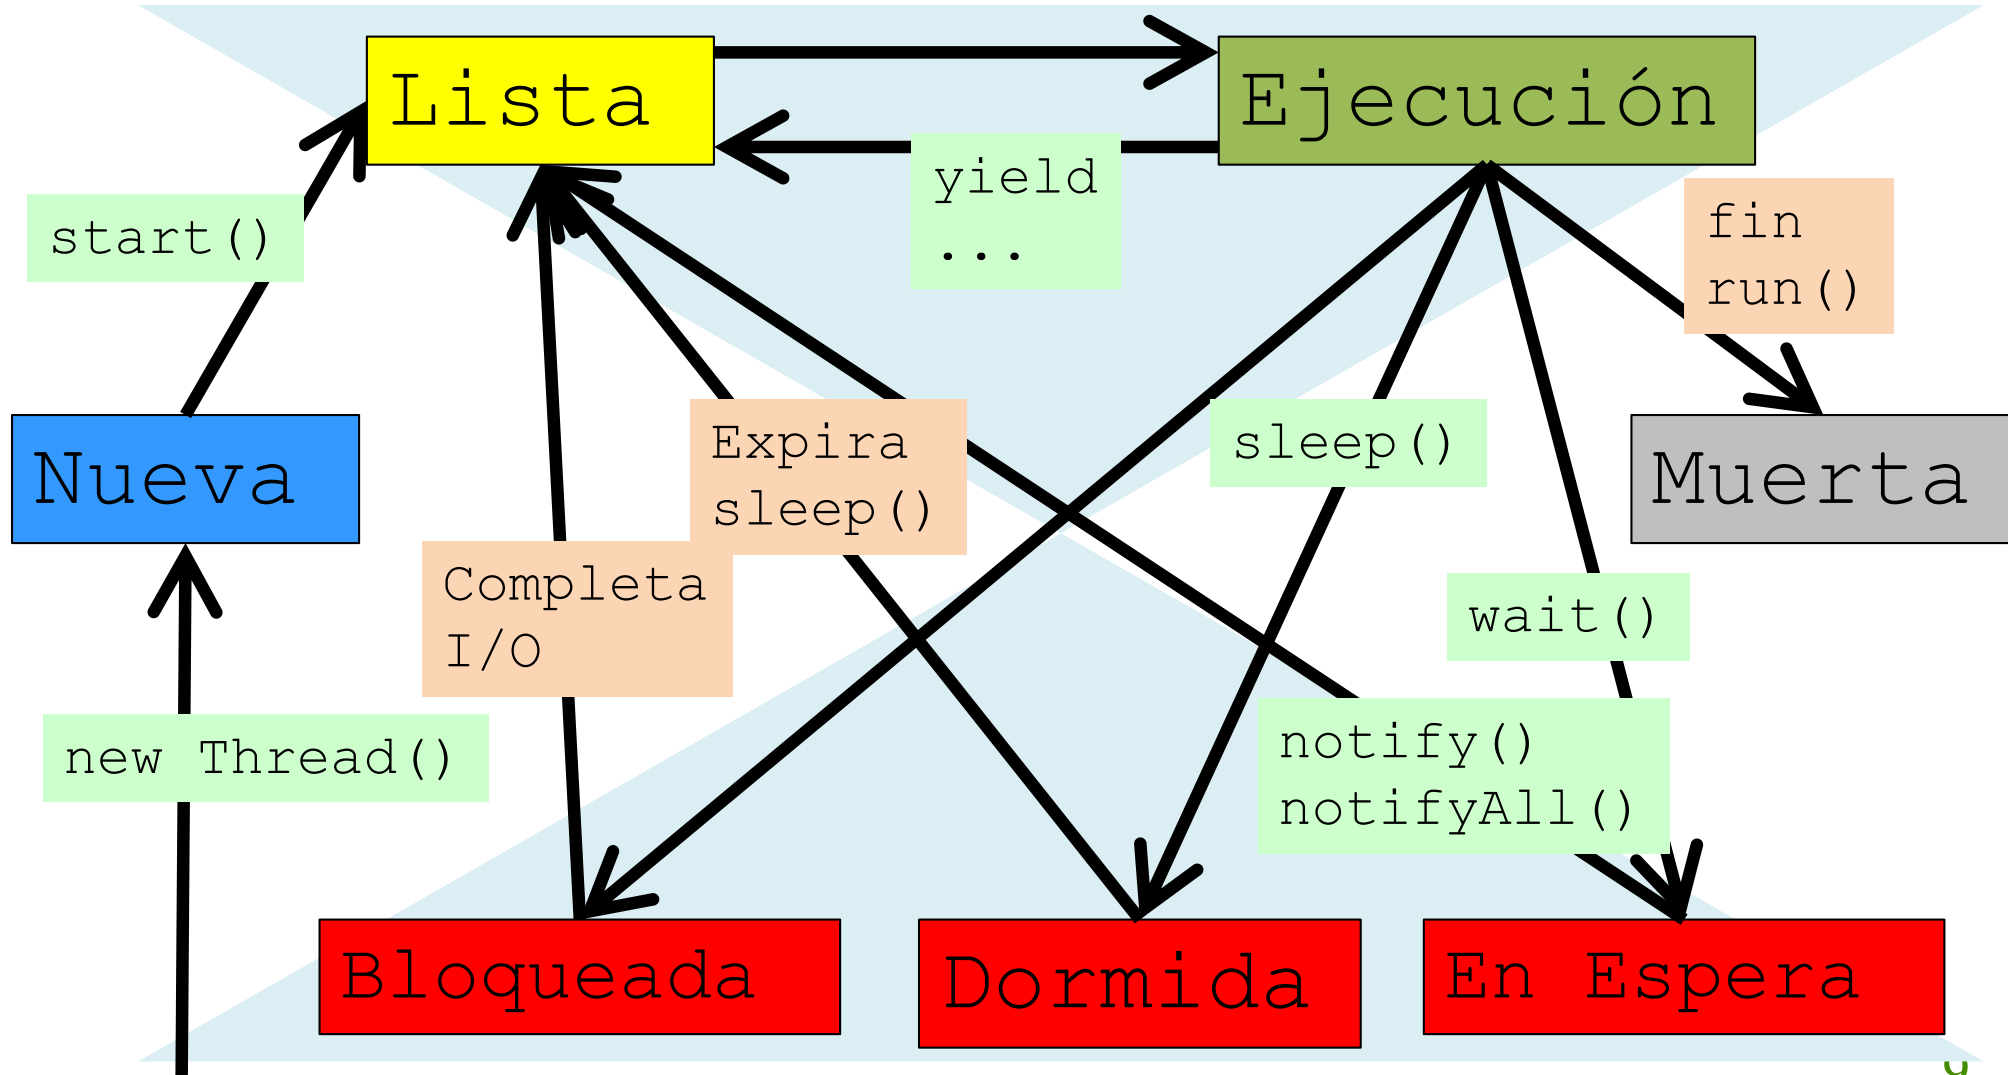 Lista
Ejecución
yield
...
start()
fin
run()
Nueva
Expira
sleep()
sleep()
Muerta
Completa
I/O
wait()
new Thread()
notify()
notifyAll()
Bloqueada
Dormida
En Espera